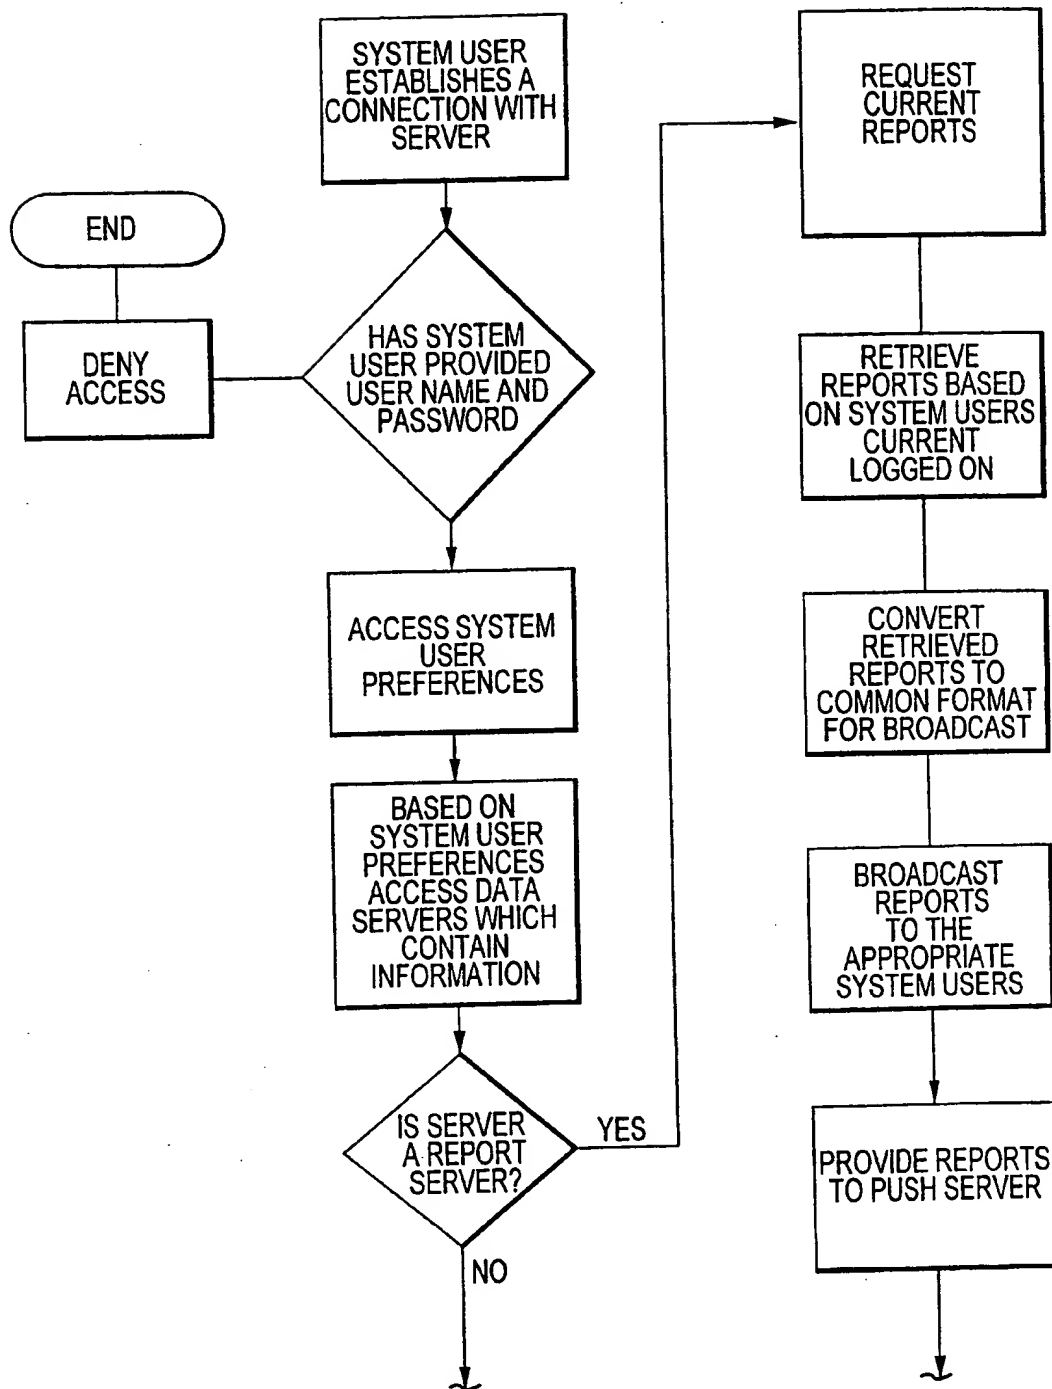 SYSTEM USER
ESTABLISHES A
CONNECTION WITH
SERVER
END
DENY
ACCESS
HAS SYSTEM
USER PROVIDED
USER NAME AND
PASSWORD
ACCESS SYSTEM
USER
PREFERENCES
BASED ON
SYSTEM USER
PREFERENCES
ACCESS DATA
SERVERS WHICH
CONTAIN
INFORMATION
IS SERVER
A REPORT
SERVER?
YES
NO
REQUEST
CURRENT
REPORTS
RETRIEVE
REPORTS BASED
ON SYSTEM USERS
CURRENT
LOGGED ON
CONVERT
RETRIEVED
REPORTS TO
COMMON FORMAT
FOR BROADCAST
BROADCAST
REPORTS
TO THE
APPROPRIATE
SYSTEM USERS
PROVIDE REPORTS
TO PUSH SERVER